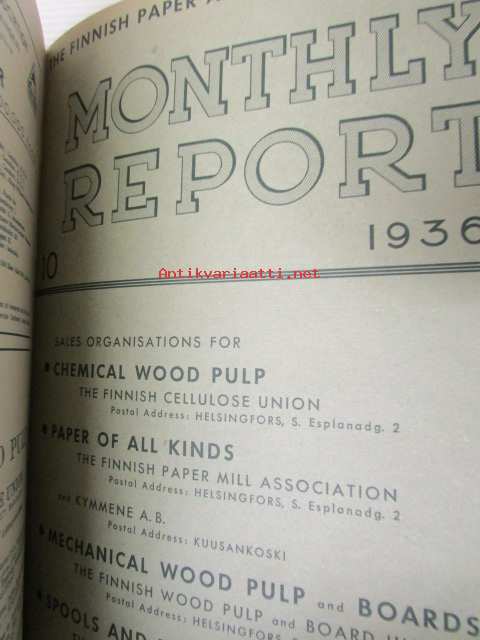 THE FINNISH PAPER
MONTHLY
REPORT
10
1936
Antikvariaatti.net
SALES ORGANISATIONS FOR
CHEMICAL WOOD PULP
THE FINNISH CELLULOSE UNION
Postal Address: HELSINGFORS, S. Esplanadg. 2
PAPER OF ALL KINDS
THE FINNISH PAPER MILL ASSOCIATION
Postal Address: HELSINGFORS, S. Esplanadg. 2
and KYMMENE A.B.
Postal Address: KUUSANKOSKI
MECHANICAL WOOD PULP and BOARDS
THE FINNISH WOOD PULP and BOARD
Postal Address: HELSINGFORS,
SPOOLS AND